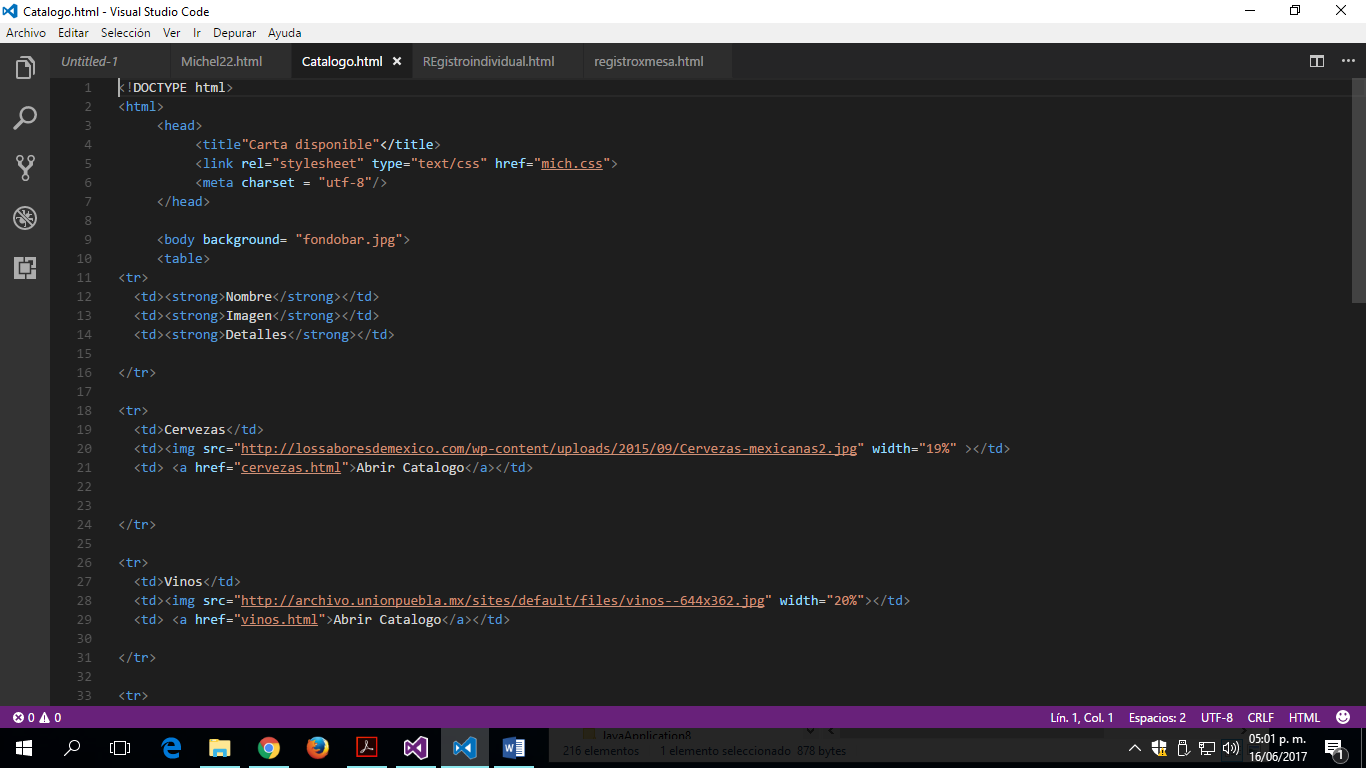 Catalogo.html - Visual Studio Code
Archivo Editar Selección Ver Ir Depurar Ayuda
Untitled-1 Michel22.html Catalogo.html × REgistroindividual.html registroxmesa.html
1 <!DOCTYPE html>
2 <html>
3 <head>
4 <title"Carta disponible"</title>
5 <link rel="stylesheet" type="text/css" href="mich.css">
6 <meta charset = "utf-8"/>
7 </head>
8
9 <body background= "fondobar.jpg">
10 <table>
11 <tr>
12 <td><strong>Nombre</strong></td>
13 <td><strong>Imagen</strong></td>
14 <td><strong>Detalles</strong></td>
15
16 </tr>
17
18 <tr>
19 <td>Cervezas</td>
20 <td><img src="http://lossaboresdemexico.com/wp-content/uploads/2015/09/Cervezas-mexicanas2.jpg" width="19%" ></td>
21 <td> <a href="cervezas.html">Abrir Catalogo</a></td>
22
23
24 </tr>
25
26 <tr>
27 <td>Vinos</td>
28 <td><img src="http://archivo.unionpuebla.mx/sites/default/files/vinos--644x362.jpg" width="20%"></td>
29 <td> <a href="vinos.html">Abrir Catalogo</a></td>
30
31 </tr>
32
33 <tr>
0 0 Lín. 1, Col. 1 Espacios: 2 UTF-8 CRLF HTML
JavaApplication8
216 elementos 1 elemento seleccionado 878 bytes
05:01 p. m.
16/06/2017
1